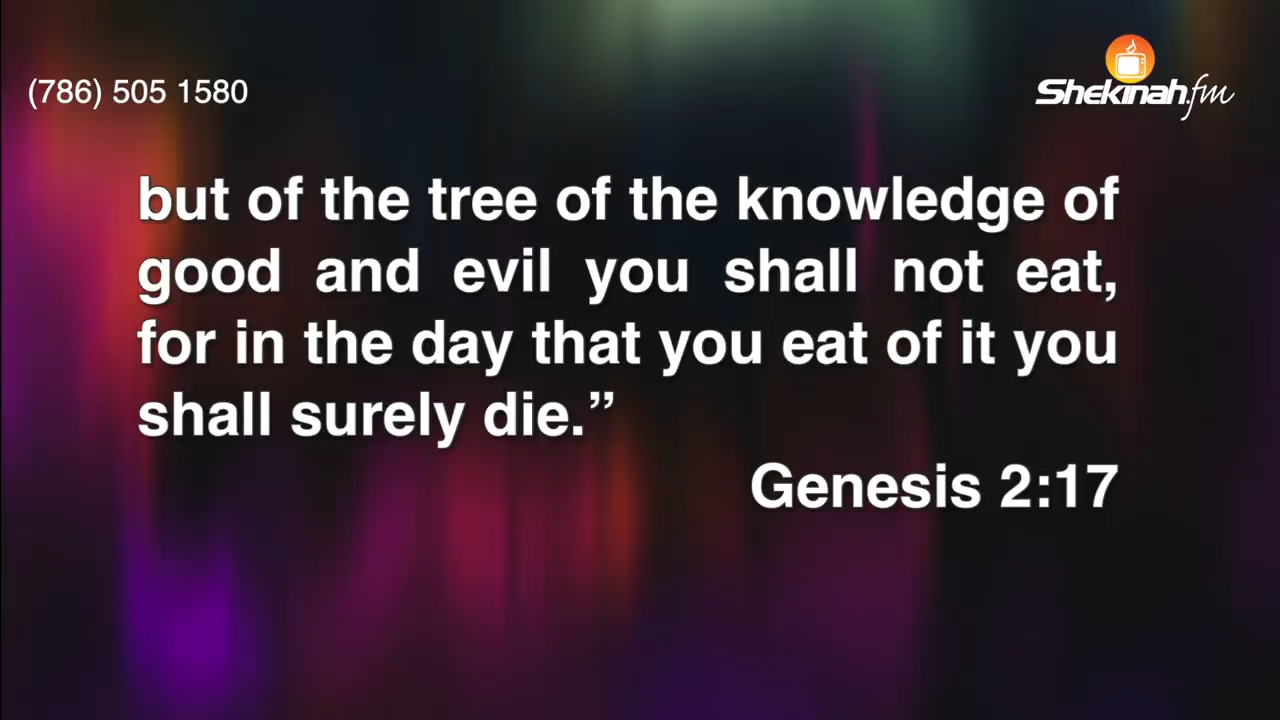 (786) 505 1580
Shekinah.fm
but of the tree of the knowledge of
good and evil you shall not eat,
for in the day that you eat of it you
shall surely die.”
Genesis 2:17